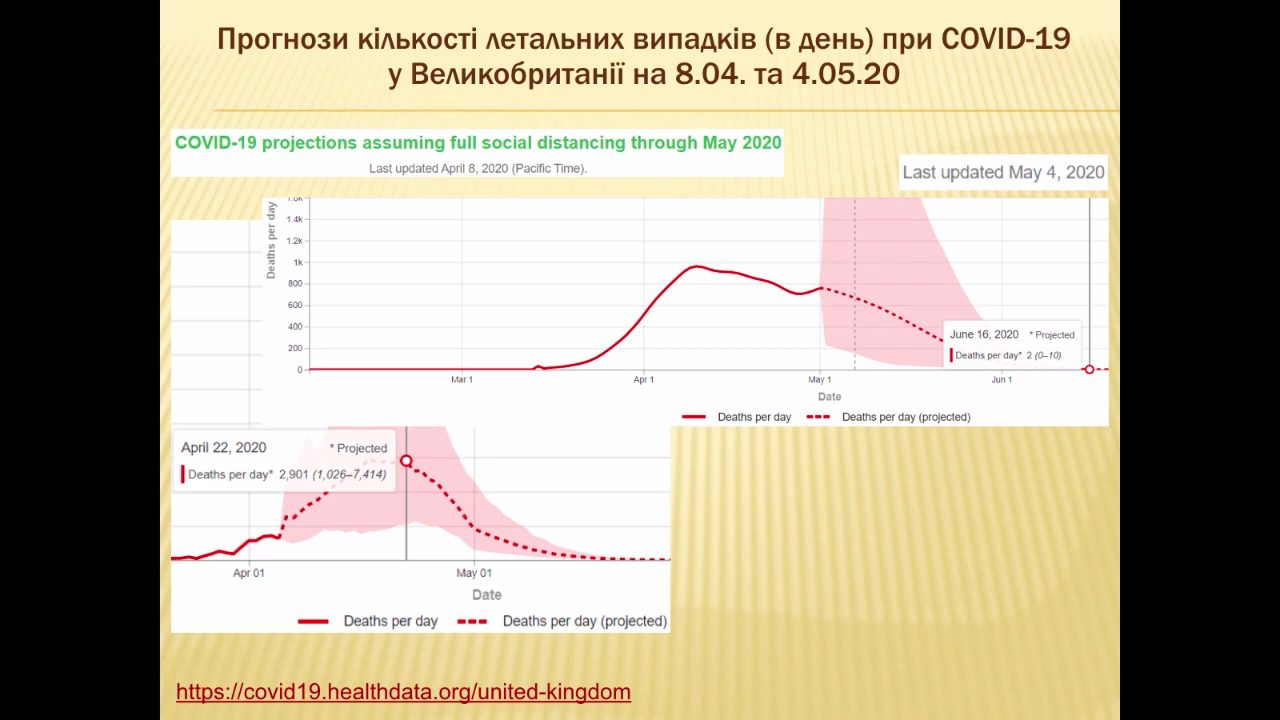 Прогнози кількості летальних випадків (в день) при COVID-19
у Великобританії на 8.04. та 4.05.20
COVID-19 projections assuming full social distancing through May 2020
Last updated April 8, 2020 (Pacific Time).
Last updated May 4, 2020
Deaths per day
1.6k
1.4k
1.2k
1k
800
600
400
200
0
June 16, 2020 * Projected
Deaths per day* 2 (0–10)
Mar 1 Apr 1 May 1 Jun 1
Date
Deaths per day Deaths per day (projected)
April 22, 2020 * Projected
Deaths per day* 2,901 (1,026–7,414)
Apr 01 May 01
Date
Deaths per day Deaths per day (projected)
https://covid19.healthdata.org/united-kingdom